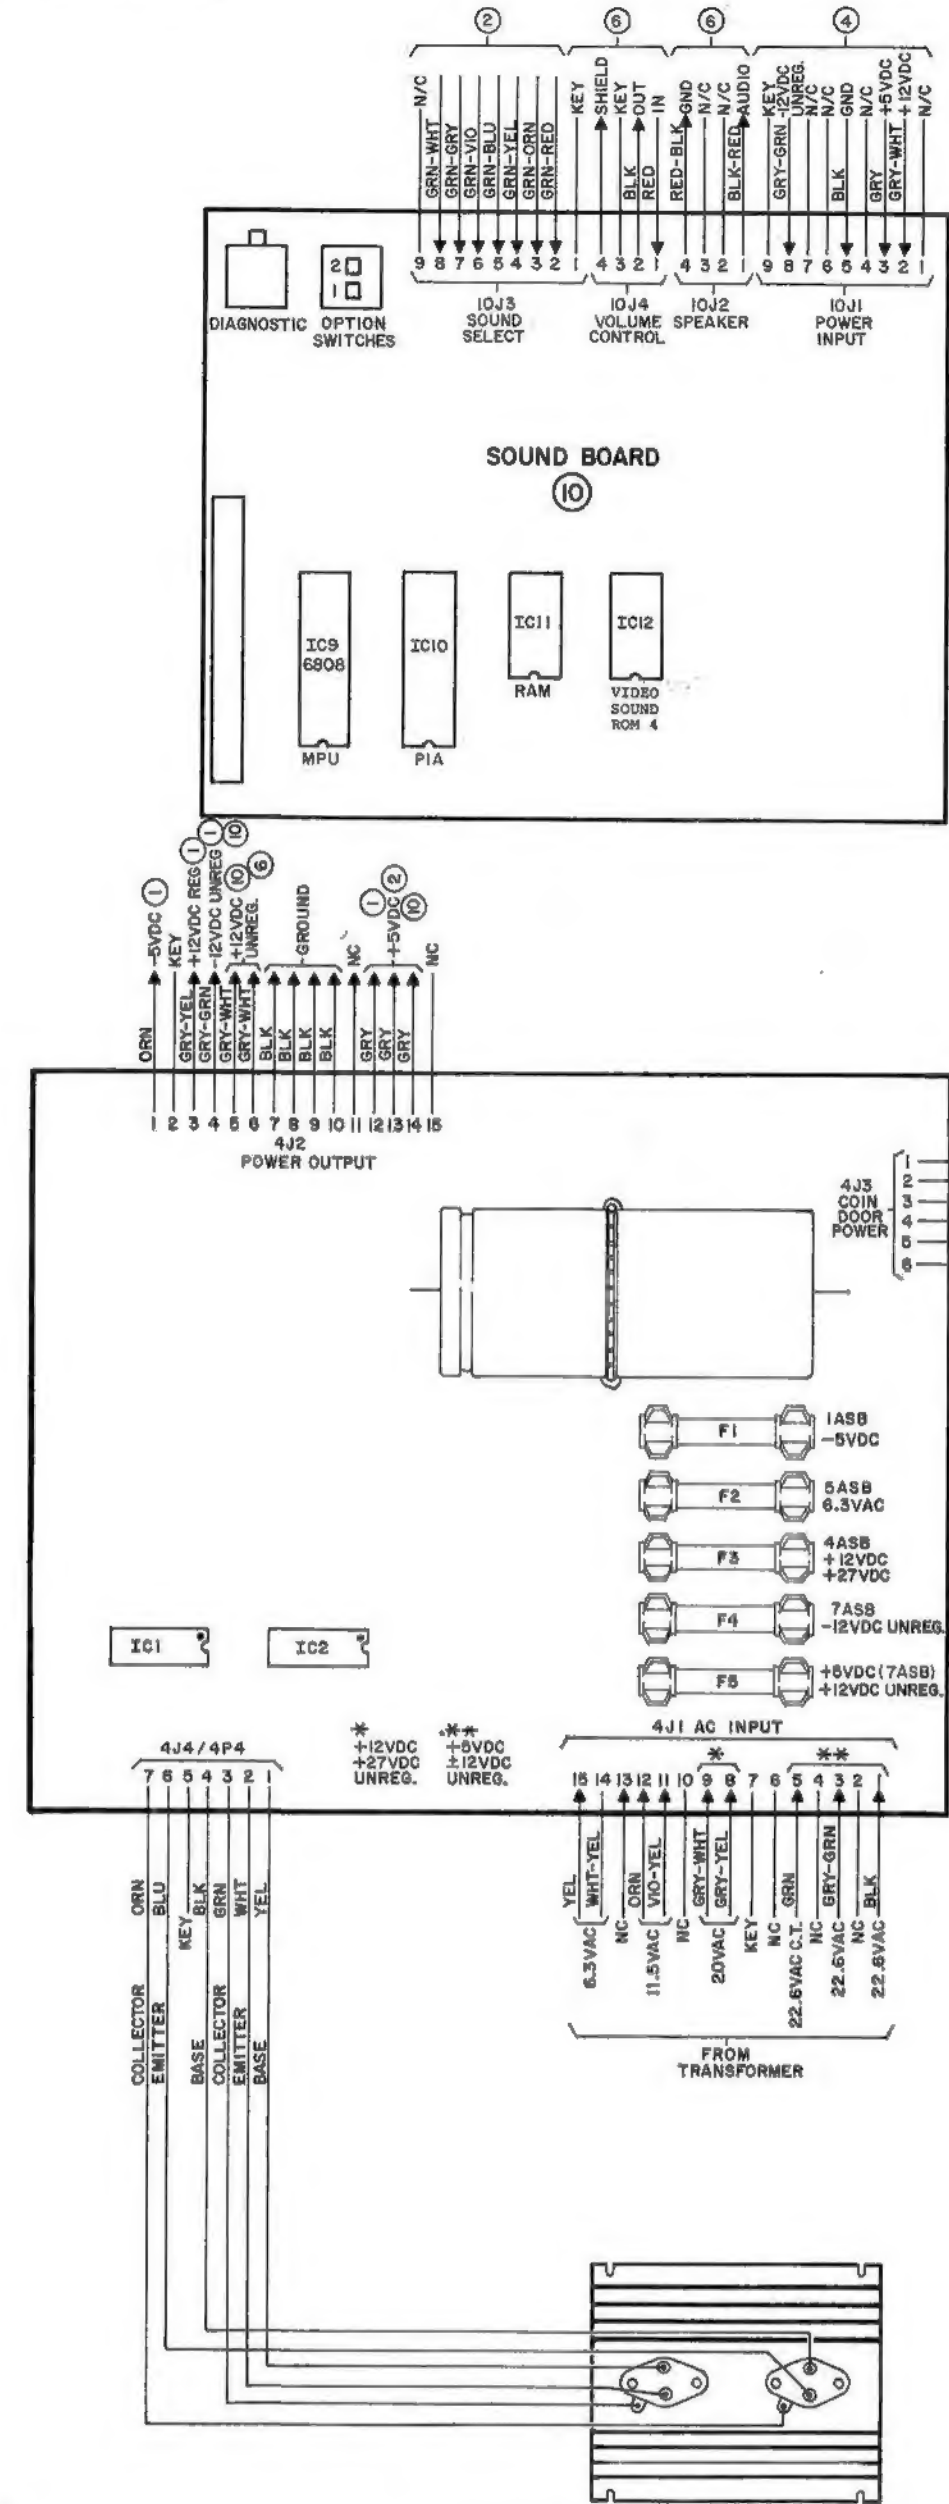 2
6
6
4
N/C
GRN-WHT
GRN-GRY
GRN-VIO
GRN-BLU
GRN-YEL
GRN-ORN
GRN-RED
KEY
SHIELD
KEY
BLK OUT
RED IN
RED-BLK GND
N/C
N/C
BLK-RED AUDIO
KEY
GRY-GRN -12VDC UNREG.
N/C
N/C
BLK GND
N/C
GRY +5VDC
GRY-WHT +12VDC
N/C
9 8 7 6 5 4 3 2 1
4 3 2 1
4 3 2 1
9 8 7 6 5 4 3 2 1
10J3
SOUND
SELECT
10J4
VOLUME
CONTROL
10J2
SPEAKER
10J1
POWER
INPUT
DIAGNOSTIC
2
1
OPTION
SWITCHES
SOUND BOARD
10
IC9
6808
MPU
IC10
PIA
IC11
RAM
IC12
VIDEO
SOUND
ROM 4
ORN -5VDC 1
KEY
GRY-YEL +12VDC REG 1
GRY-GRN -12VDC UNREG 1 10
GRY-WHT
GRY-WHT
+12VDC 10
UNREG. 6
BLK
BLK
BLK
BLK
GROUND
NC
GRY
GRY
GRY
1
+5VDC 2
10
NC
1 2 3 4 5 6 7 8 9 10 11 12 13 14 15
4J2
POWER OUTPUT
4J3
COIN
DOOR
POWER
1
2
3
4
5
6
F1
1ASB
-5VDC
F2
5ASB
6.3VAC
F3
4ASB
+12VDC
+27VDC
F4
7ASB
-12VDC UNREG.
F5
+5VDC(7ASB)
+12VDC UNREG.
IC1
IC2
4J4/4P4
7 6 5 4 3 2 1
*
+12VDC
+27VDC
UNREG.
**
+5VDC
±12VDC
UNREG.
4J1 AC INPUT
*
**
15 14 13 12 11 10 9 8 7 6 5 4 3 2 1
ORN
BLU
KEY
BLK
GRN
WHT
YEL
COLLECTOR
EMITTER
BASE
COLLECTOR
EMITTER
BASE
YEL
WHT-YEL
6.3VAC
NC
ORN
VIO-YEL
11.5VAC
NC
GRY-WHT
GRY-YEL
20VAC
KEY
NC
GRN
22.6VAC C.T.
NC
GRY-GRN
22.6VAC
NC
BLK
22.6VAC
FROM
TRANSFORMER